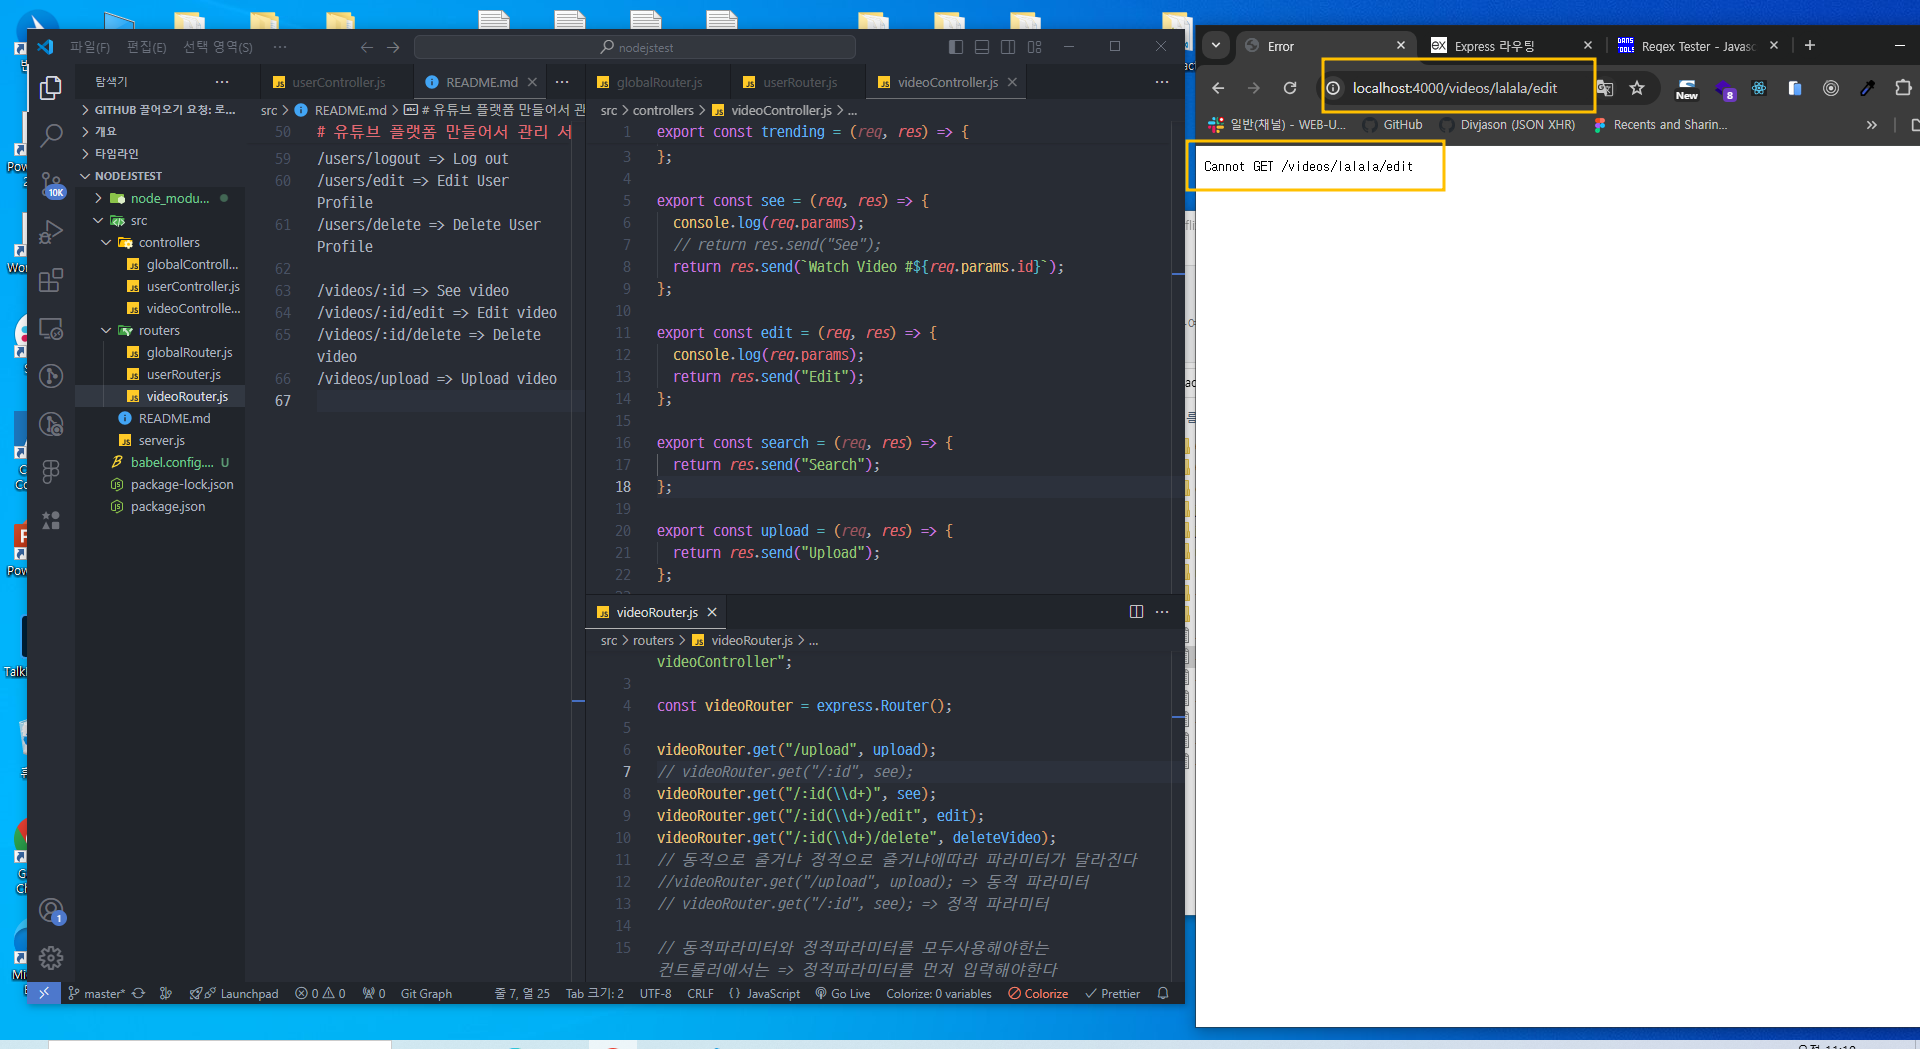 파일(F) 편집(E) 선택 영역(S) ···
nodejstest
탐색기
GITHUB 끌어오기 요청: 로...
개요
타임라인
NODEJSTEST
node_modu...
src
controllers
globalControll...
userController.js
videoControlle...
routers
globalRouter.js
userRouter.js
videoRouter.js
README.md
server.js
babel.config.... U
package-lock.json
package.json
10K
1
userController.js README.md
src > README.md > # 유튜브 플랫폼 만들어서 관
50 # 유튜브 플랫폼 만들어서 관리 서
59 /users/logout => Log out
60 /users/edit => Edit User
Profile
61 /users/delete => Delete User
Profile
62
63 /videos/:id => See video
64 /videos/:id/edit => Edit video
65 /videos/:id/delete => Delete
video
66 /videos/upload => Upload video
67
globalRouter.js userRouter.js videoController.js
src > controllers > videoController.js > ...
1 export const trending = (req, res) => {
3 };
4
5 export const see = (req, res) => {
6 console.log(req.params);
7 // return res.send("See");
8 return res.send(`Watch Video #${req.params.id}`);
9 };
10
11 export const edit = (req, res) => {
12 console.log(req.params);
13 return res.send("Edit");
14 };
15
16 export const search = (req, res) => {
17 return res.send("Search");
18 };
19
20 export const upload = (req, res) => {
21 return res.send("Upload");
22 };
videoRouter.js
src > routers > videoRouter.js > ...
videoController";
3
4 const videoRouter = express.Router();
5
6 videoRouter.get("/upload", upload);
7 // videoRouter.get("/:id", see);
8 videoRouter.get("/:id(\\d+)", see);
9 videoRouter.get("/:id(\\d+)/edit", edit);
10 videoRouter.get("/:id(\\d+)/delete", deleteVideo);
11 // 동적으로 줄거냐 정적으로 줄거냐에따라 파라미터가 달라진다
12 //videoRouter.get("/upload", upload); => 동적 파라미터
13 // videoRouter.get("/:id", see); => 정적 파라미터
14
15 // 동적파라미터와 정적파라미터를 모두사용해야한는
컨트롤러에서는 => 정적파라미터를 먼저 입력해야한다
master* Launchpad 0 0 0 Git Graph 줄 7, 열 25 Tab 크기: 2 UTF-8 CRLF {} JavaScript Go Live Colorize: 0 variables Colorize Prettier
Error Express 라우팅 DANS TOOLS Regex Tester - Javasc
localhost:4000/videos/lalala/edit
New 8
일반(채널) - WEB-U... GitHub Divjason (JSON XHR) Recents and Sharin...
Cannot GET /videos/lalala/edit